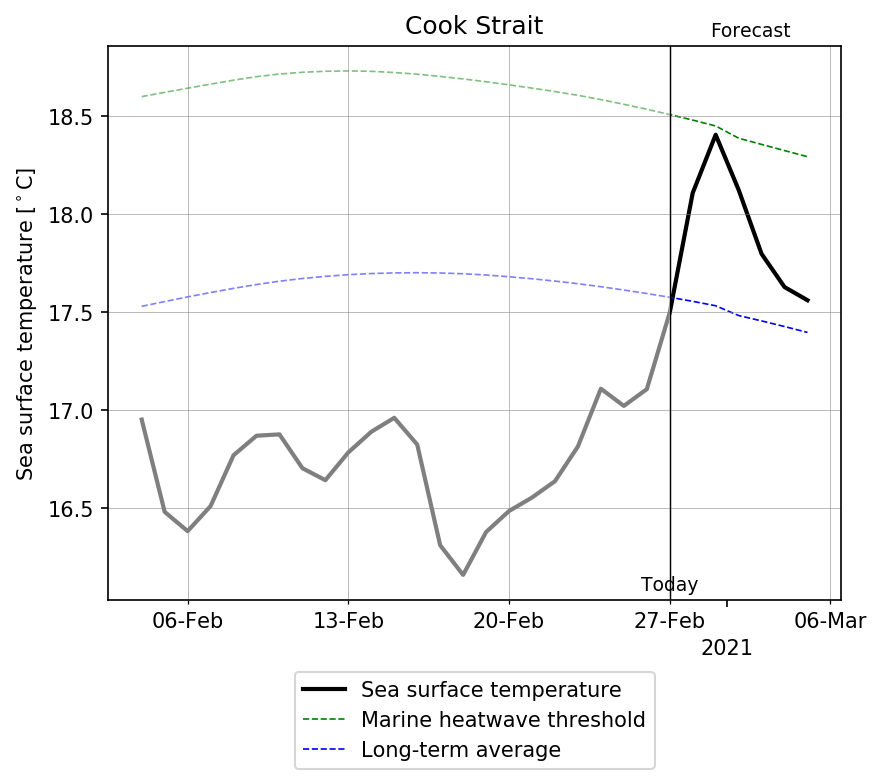 Cook Strait
Forecast
Sea surface temperature [°C]
18.5
18.0
17.5
17.0
16.5
Today
06-Feb
13-Feb
20-Feb
27-Feb
06-Mar
2021
Sea surface temperature
Marine heatwave threshold
Long-term average